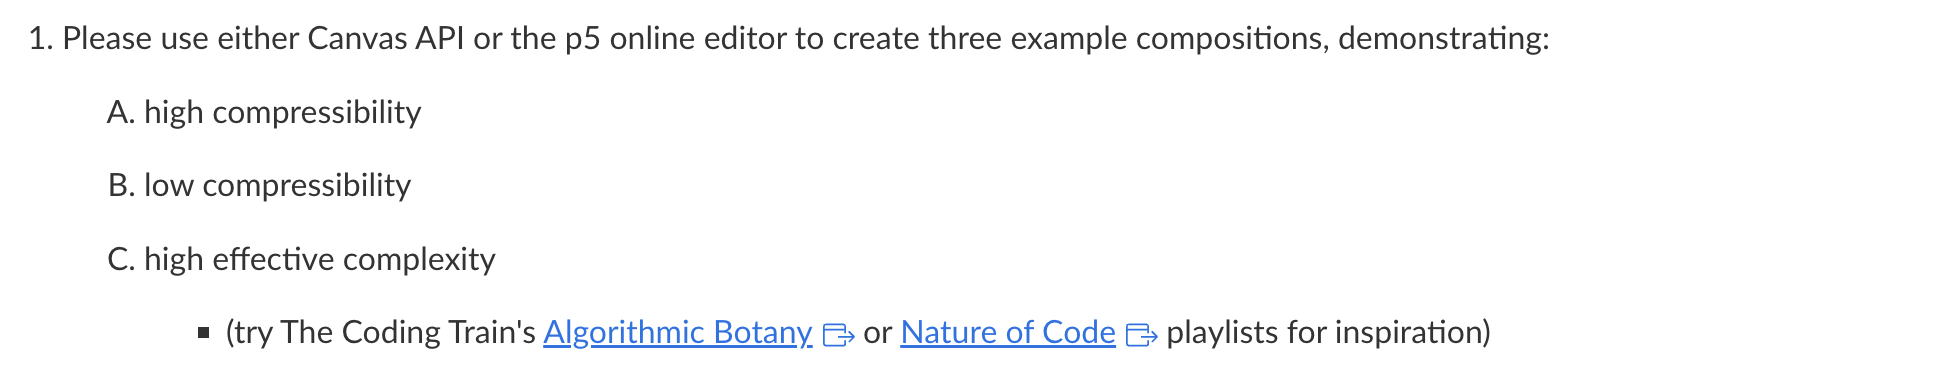 1. Please use either Canvas API or the p5 online editor to create three example compositions, demonstrating:
A. high compressibility
B. low compressibility
C. high effective complexity
▪ (try The Coding Train's Algorithmic Botany or Nature of Code playlists for inspiration)